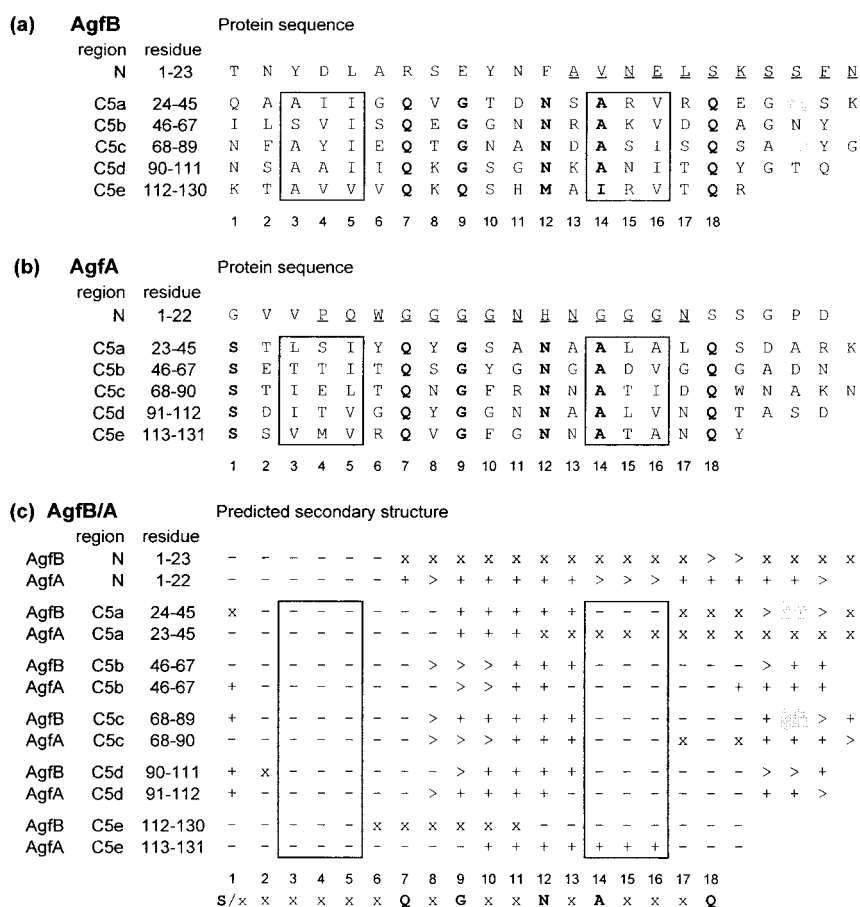 (a) AgfB Protein sequence
region residue
N 1-23 T N Y D L A R S E Y N F A V N E L S K S S F N
C5a 24-45 Q A A I I G Q V G T D N S A R V R Q E G S K
C5b 46-67 I L S V I S Q E G G N N R A K V D Q A G N Y
C5c 68-89 N F A Y I E Q T G N A N D A S I S Q S A Y G
C5d 90-111 N S A A I I Q K G S G N K A N I T Q Y G T Q
C5e 112-130 K T A V V V Q K Q S H M A I R V T Q R
1 2 3 4 5 6 7 8 9 10 11 12 13 14 15 16 17 18
(b) AgfA Protein sequence
region residue
N 1-22 G V V P Q W G G G G N H N G G G N S S G P D
C5a 23-45 S T L S I Y Q Y G S A N A A L A L Q S D A R K
C5b 46-67 S E T T I T Q S G Y G N G A D V G Q G A D N
C5c 68-90 S T I E L T Q N G F R N N A T I D Q W N A K N
C5d 91-112 S D I T V G Q Y G G N N A A L V N Q T A S D
C5e 113-131 S S V M V R Q V G F G N N A T A N Q Y
1 2 3 4 5 6 7 8 9 10 11 12 13 14 15 16 17 18
(c) AgfB/A Predicted secondary structure
region residue
AgfB N 1-23 - - - - - - x x x x x x x x x x x > > x x x x
AgfA N 1-22 - - - - - - + > + + + + + > > > + + + + + >
AgfB C5a 24-45 x - - - - - - - + + + + + - - - x x x > > x
AgfA C5a 23-45 - - - - - - - - + + + x x x x x x x x x x x x
AgfB C5b 46-67 - - - - - - - > > > + + + - - - - - - > + +
AgfA C5b 46-67 + - - - - - - - > > + + + - - - - - + + + +
AgfB C5c 68-89 + - - - - - - > + + + + + - - - - - - + > +
AgfA C5c 68-90 - - - - - - - > > > + + + - - - x - x + + + >
AgfB C5d 90-111 + x - - - - - - > + + + + - - - - - - > > +
AgfA C5d 91-112 + - - - - - - > + + + + + - - - - - - + + >
AgfB C5e 112-130 - - - - - x x x x x x - - - - - - - -
AgfA C5e 113-131 - - - - - - - - - + + + + + + + - - -
1 2 3 4 5 6 7 8 9 10 11 12 13 14 15 16 17 18
S/x x x x x x Q x G x x N x A x x x Q